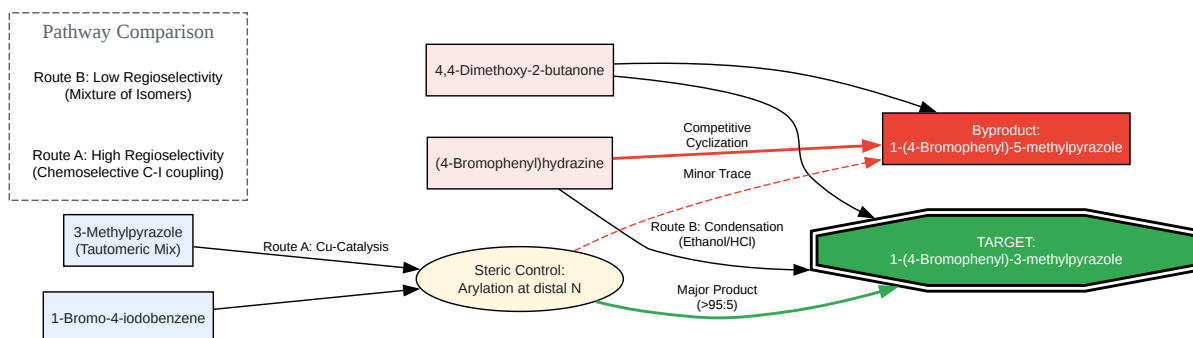 Pathway Comparison
Route B: Low Regioselectivity
(Mixture of Isomers)
Route A: High Regioselectivity
(Chemoselective C-I coupling)
3-Methylpyrazole
(Tautomeric Mix)
1-Bromo-4-iodobenzene
Route A: Cu-Catalysis
4,4-Dimethoxy-2-butanone
(4-Bromophenyl)hydrazine
Steric Control:
Arylation at distal N
Competitive
Cyclization
Minor Trace
Route B: Condensation
(Ethanol/HCl)
Major Product
(>95:5)
Byproduct:
1-(4-Bromophenyl)-5-methylpyrazole
TARGET:
1-(4-Bromophenyl)-3-methylpyrazole